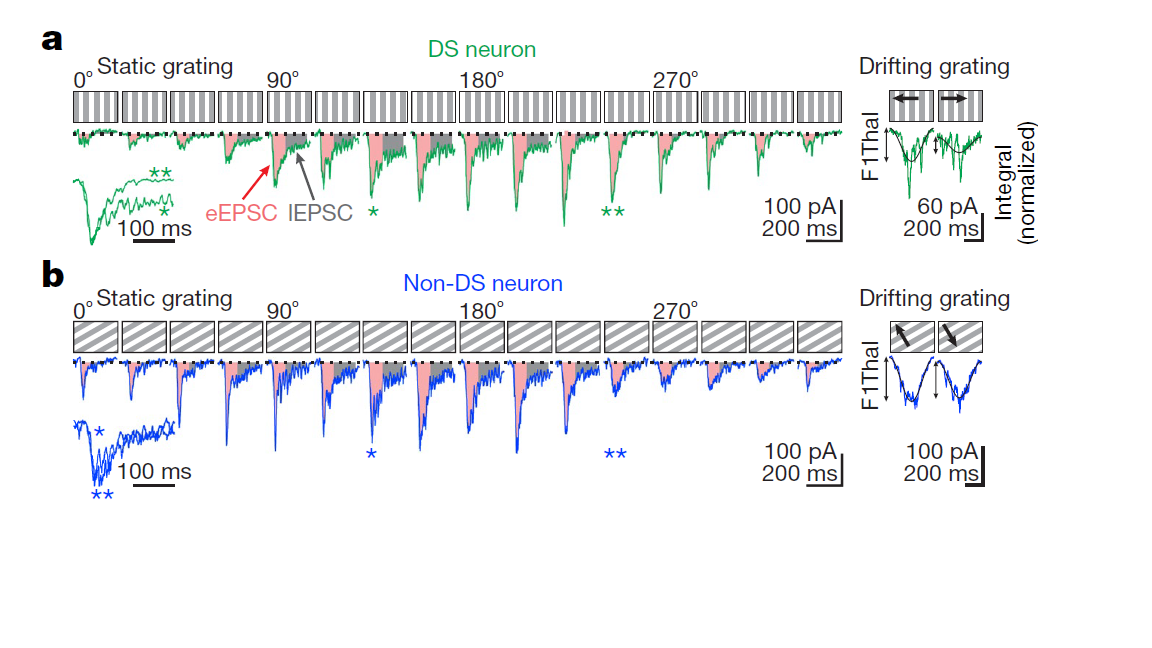 a
DS neuron
0° Static grating
90°
180°
270°
Drifting grating
F1Thal
Integral
(normalized)
**
*
100 ms
eEPSC
lEPSC
*
**
100 pA
200 ms
60 pA
200 ms
b
Non-DS neuron
0° Static grating
90°
180°
270°
Drifting grating
F1Thal
*
100 ms
**
*
**
100 pA
200 ms
100 pA
200 ms